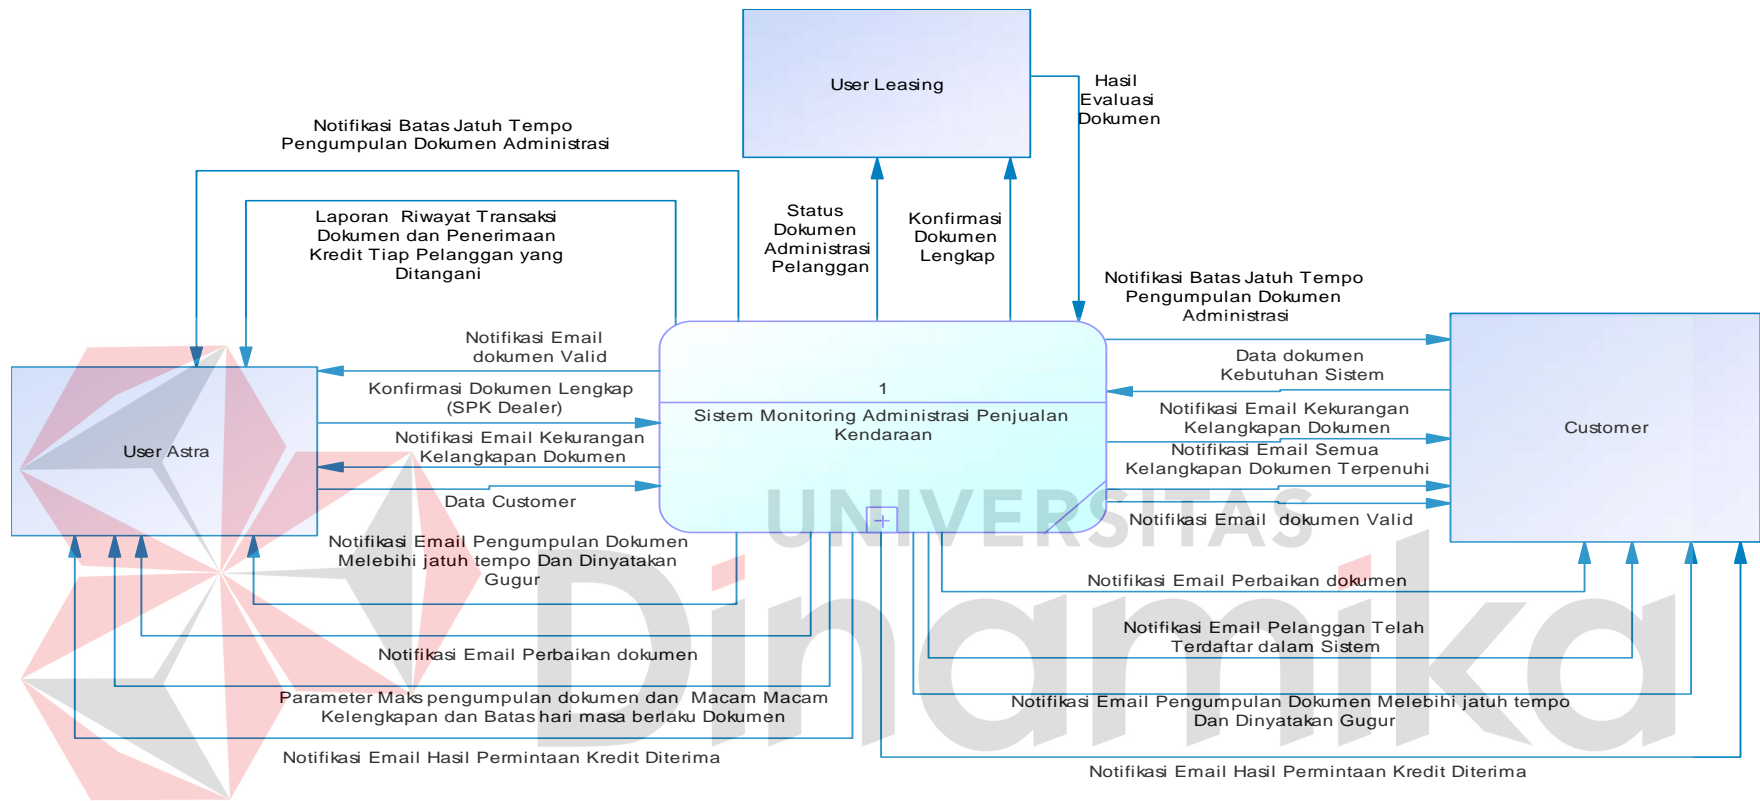 User Leasing
Hasil
Evaluasi
Dokumen
Notifikasi Batas Jatuh Tempo
Pengumpulan Dokumen Administrasi
Laporan Riwayat Transaksi
Dokumen dan Penerimaan
Kredit Tiap Pelanggan yang
Ditangani
Status
Dokumen
Administrasi
Pelanggan
Konfirmasi
Dokumen
Lengkap
Notifikasi Batas Jatuh Tempo
Pengumpulan Dokumen
Administrasi
Notifikasi Email
dokumen Valid
Konfirmasi Dokumen Lengkap
(SPK Dealer)
Notifikasi Email Kekurangan
Kelangkapan Dokumen
Data Customer
User Astra
1
Sistem Monitoring Administrasi Penjualan
Kendaraan
Data dokumen
Kebutuhan Sistem
Notifikasi Email Kekurangan
Kelangkapan Dokumen
Notifikasi Email Semua
Kelangkapan Dokumen Terpenuhi
Notifikasi Email dokumen Valid
Customer
UNIVERSITAS
Dinamika
Notifikasi Email Pengumpulan Dokumen
Melebihi jatuh tempo Dan Dinyatakan
Gugur
Notifikasi Email Perbaikan dokumen
Parameter Maks pengumpulan dokumen dan Macam Macam
Kelengkapan dan Batas hari masa berlaku Dokumen
Notifikasi Email Hasil Permintaan Kredit Diterima
Notifikasi Email Perbaikan dokumen
Notifikasi Email Pelanggan Telah
Terdaftar dalam Sistem
Notifikasi Email Pengumpulan Dokumen Melebihi jatuh tempo
Dan Dinyatakan Gugur
Notifikasi Email Hasil Permintaan Kredit Diterima